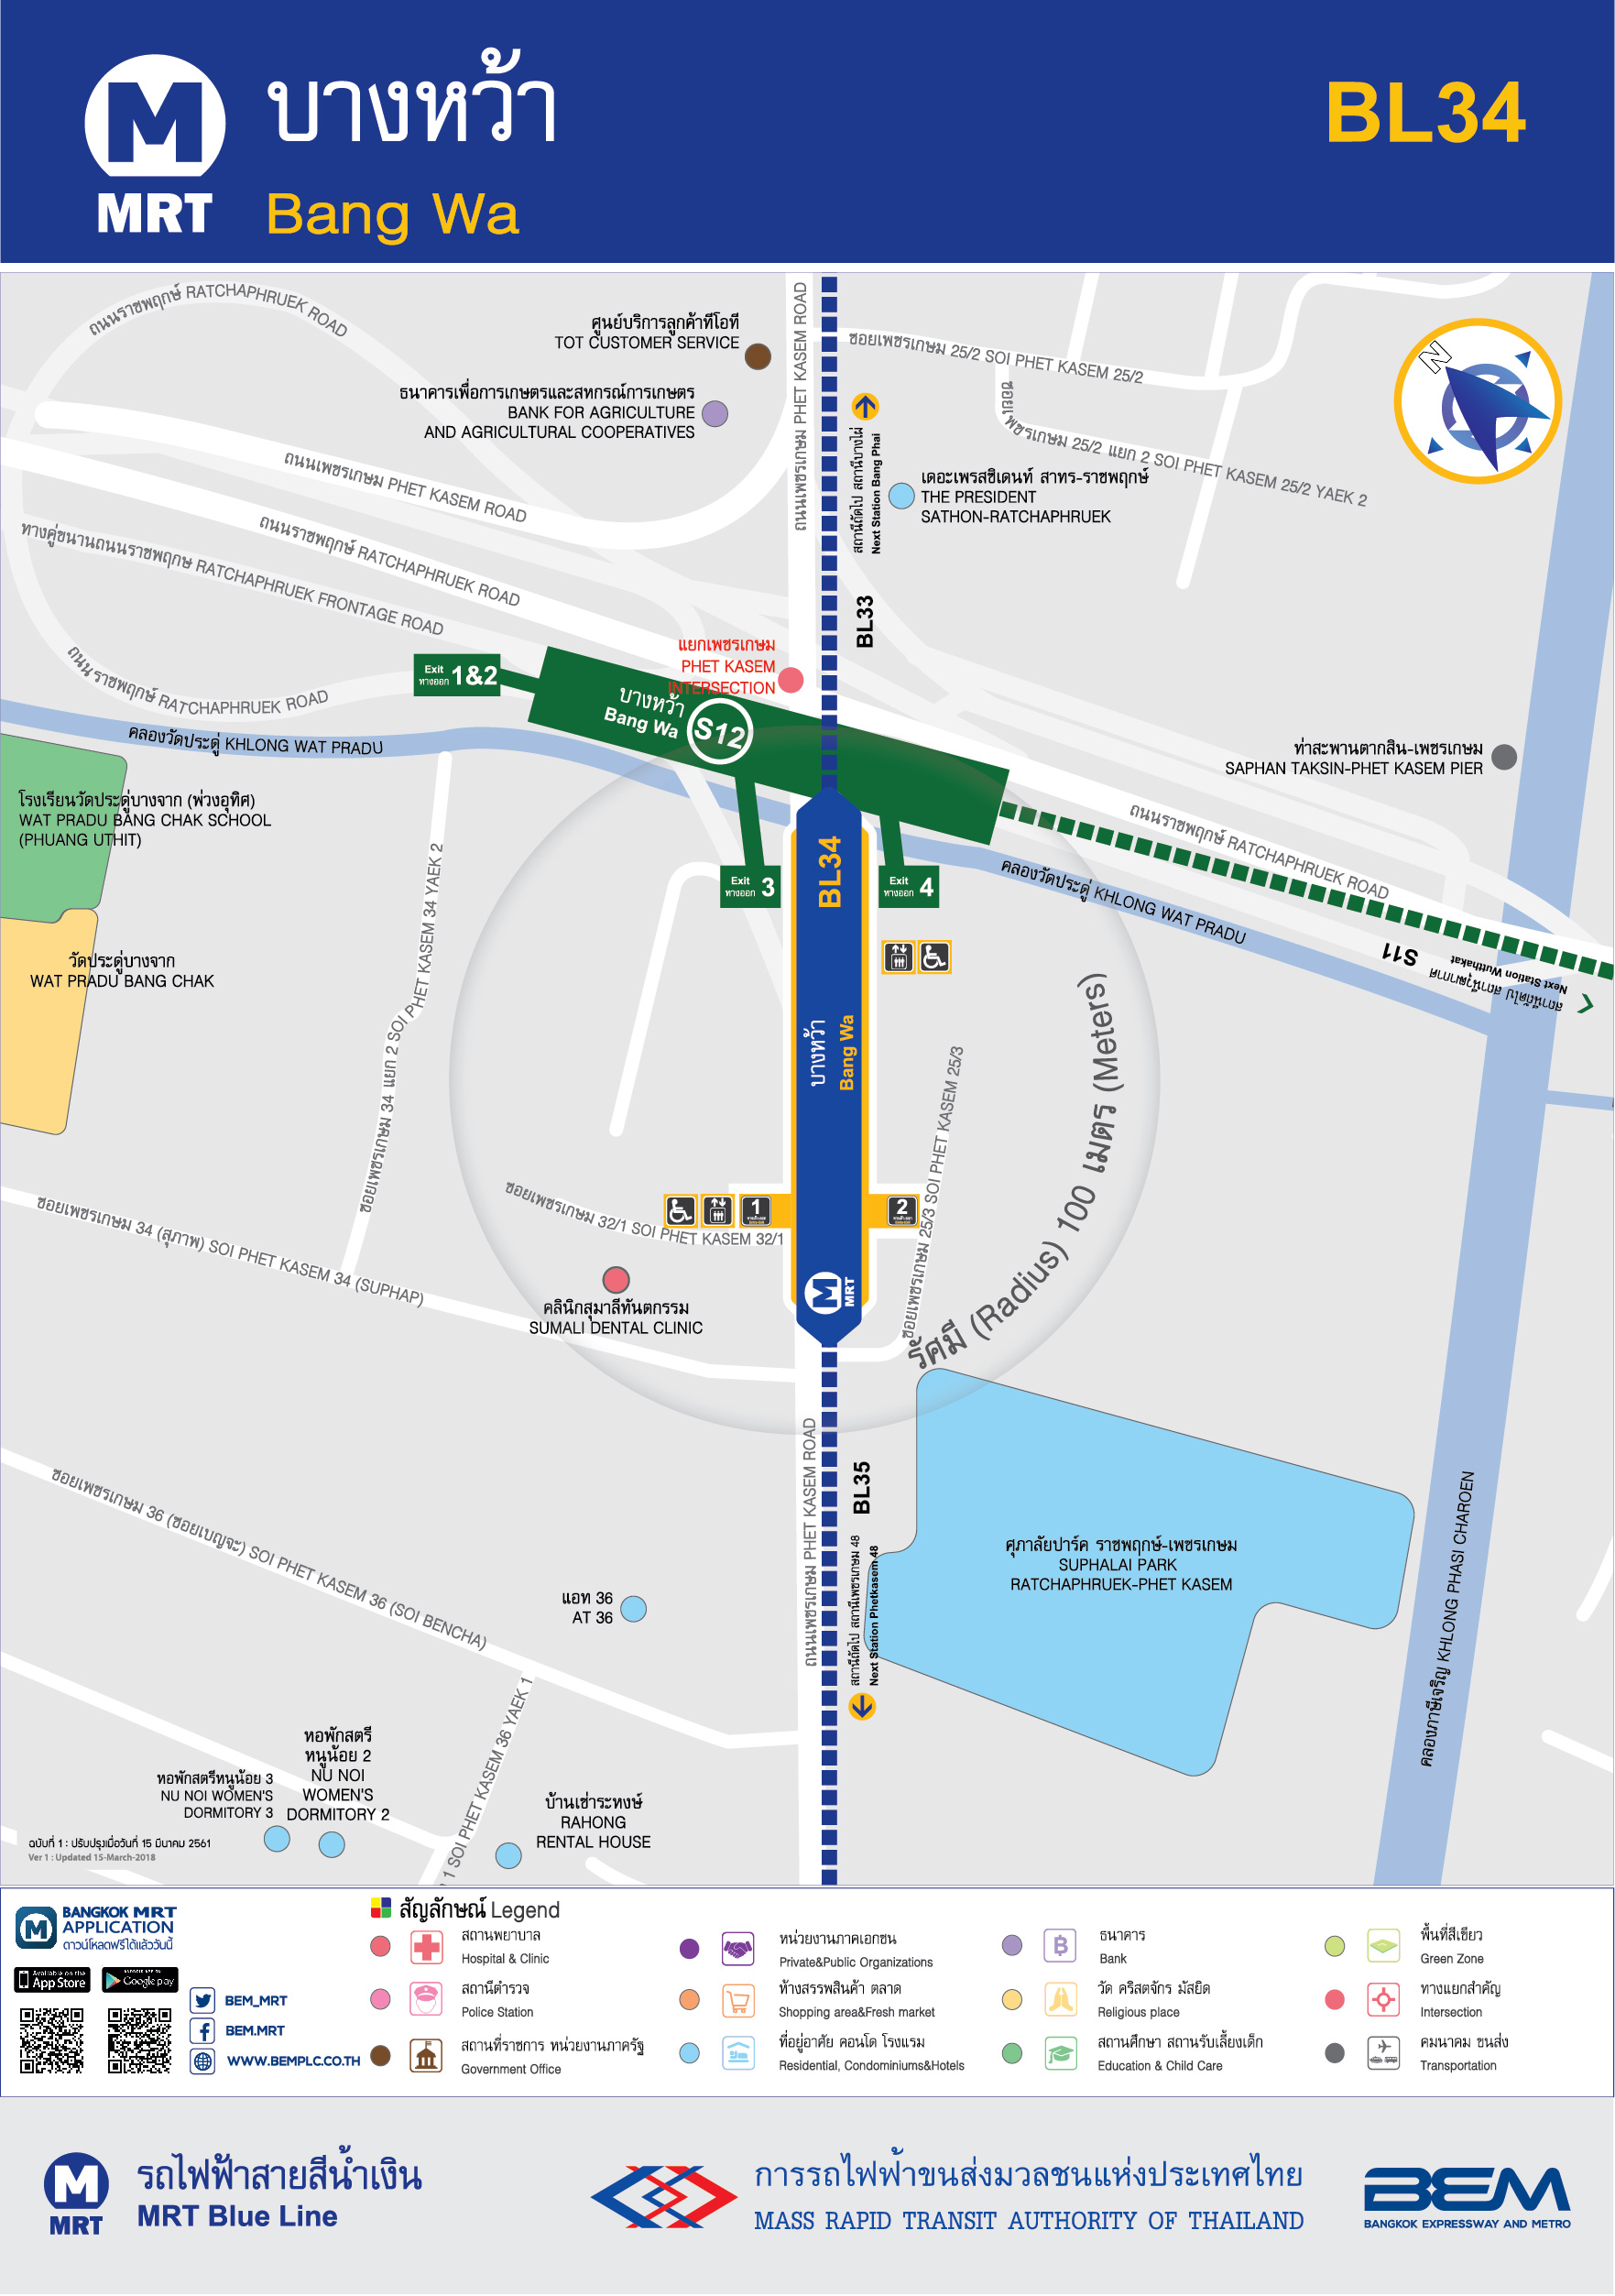 บางหว้า
BL34
MRT
Bang Wa
ถนนราชพฤกษ์ RATCHAPHRUEK ROAD
ศูนย์บริการลูกค้าทีโอที
TOT CUSTOMER SERVICE
ธนาคารเพื่อการเกษตรและสหกรณ์การเกษตร
BANK FOR AGRICULTURE
AND AGRICULTURAL COOPERATIVES
ถนนเพชรเกษม PHET KASEM ROAD
ซอยเพชรเกษม 25/2 SOI PHET KASEM 25/2
ซอยเพชรเกษม 25/2 แยก 2 SOI PHET KASEM 25/2 YAEK 2
N
สถานีถัดไป สถานีบางไผ่
Next Station Bang Phai
BL33
เดอะเพรสซิเดนท์ สาทร-ราชพฤกษ์
THE PRESIDENT
SATHON-RATCHAPHRUEK
ถนนเพชรเกษม PHET KASEM ROAD
ถนนราชพฤกษ์ RATCHAPHRUEK ROAD
ทางคู่ขนานถนนราชพฤกษ์ RATCHAPHRUEK FRONTAGE ROAD
ถนนราชพฤกษ์ RATCHAPHRUEK ROAD
Exit
ทางออก 1&2
แยกเพชรเกษม
PHET KASEM
INTERSECTION
บางหว้า
Bang Wa
S12
คลองวัดประดู่ KHLONG WAT PRADU
ท่าสะพานตากสิน-เพชรเกษม
SAPHAN TAKSIN-PHET KASEM PIER
โรงเรียนวัดประดู่บางจาก (พ่วงอุทิศ)
WAT PRADU BANG CHAK SCHOOL
(PHUANG UTHIT)
ถนนราชพฤกษ์ RATCHAPHRUEK ROAD
Exit
ทางออก 3
BL34
Exit
ทางออก 4
คลองวัดประดู่ KHLONG WAT PRADU
S11
Next Station Wutthakat
สถานีถัดไป สถานีวุฒากาศ
วัดประดู่บางจาก
WAT PRADU BANG CHAK
ซอยเพชรเกษม 34 แยก 2 SOI PHET KASEM 34 YAEK 2
บางหว้า
Bang Wa
ซอยเพชรเกษม 25/3 SOI PHET KASEM 25/3
รัศมี (Radius) 100 เมตร (Meters)
ซอยเพชรเกษม 34 (สุภาพ) SOI PHET KASEM 34 (SUPHAP)
ซอยเพชรเกษม 32/1 SOI PHET KASEM 32/1
1
2
MRT
คลินิกสุมาลีทันตกรรม
SUMALI DENTAL CLINIC
ถนนเพชรเกษม PHET KASEM ROAD
BL35
สถานีถัดไป สถานีเพชรเกษม 48
Next Station Phetkasem 48
ศุภาลัยปาร์ค ราชพฤกษ์-เพชรเกษม
SUPHALAI PARK
RATCHAPHRUEK-PHET KASEM
คลองภาษีเจริญ KHLONG PHASI CHAROEN
ซอยเพชรเกษม 36 (ซอยเบญจะ) SOI PHET KASEM 36 (SOI BENCHA)
แอท 36
AT 36
1 SOI PHET KASEM 36 YAEK 1
หอพักสตรี
หนูน้อย 2
NU NOI
WOMEN'S
DORMITORY 2
หอพักสตรีหนูน้อย 3
NU NOI WOMEN'S
DORMITORY 3
บ้านเช่าระหงษ์
RAHONG
RENTAL HOUSE
ฉบับที่ 1 : ปรับปรุงเมื่อวันที่ 15 มีนาคม 2561
Ver 1 : Updated 15-March-2018
BANGKOK MRT
APPLICATION
ดาวน์โหลดฟรีได้แล้ววันนี้
Available on the
App Store
Google play
BEM_MRT
BEM.MRT
WWW.BEMPLC.CO.TH
สัญลักษณ์ Legend
สถานพยาบาล
Hospital & Clinic
สถานีตำรวจ
Police Station
สถานที่ราชการ หน่วยงานภาครัฐ
Government Office
หน่วยงานภาคเอกชน
Private&Public Organizations
ห้างสรรพสินค้า ตลาด
Shopping area&Fresh market
ที่อยู่อาศัย คอนโด โรงแรม
Residential, Condominiums&Hotels
ธนาคาร
Bank
วัด คริสตจักร มัสยิด
Religious place
สถานศึกษา สถานรับเลี้ยงเด็ก
Education & Child Care
พื้นที่สีเขียว
Green Zone
ทางแยกสำคัญ
Intersection
คมนาคม ขนส่ง
Transportation
MRT
รถไฟฟ้าสายสีน้ำเงิน
MRT Blue Line
การรถไฟฟ้าขนส่งมวลชนแห่งประเทศไทย
MASS RAPID TRANSIT AUTHORITY OF THAILAND
BEM
BANGKOK EXPRESSWAY AND METRO